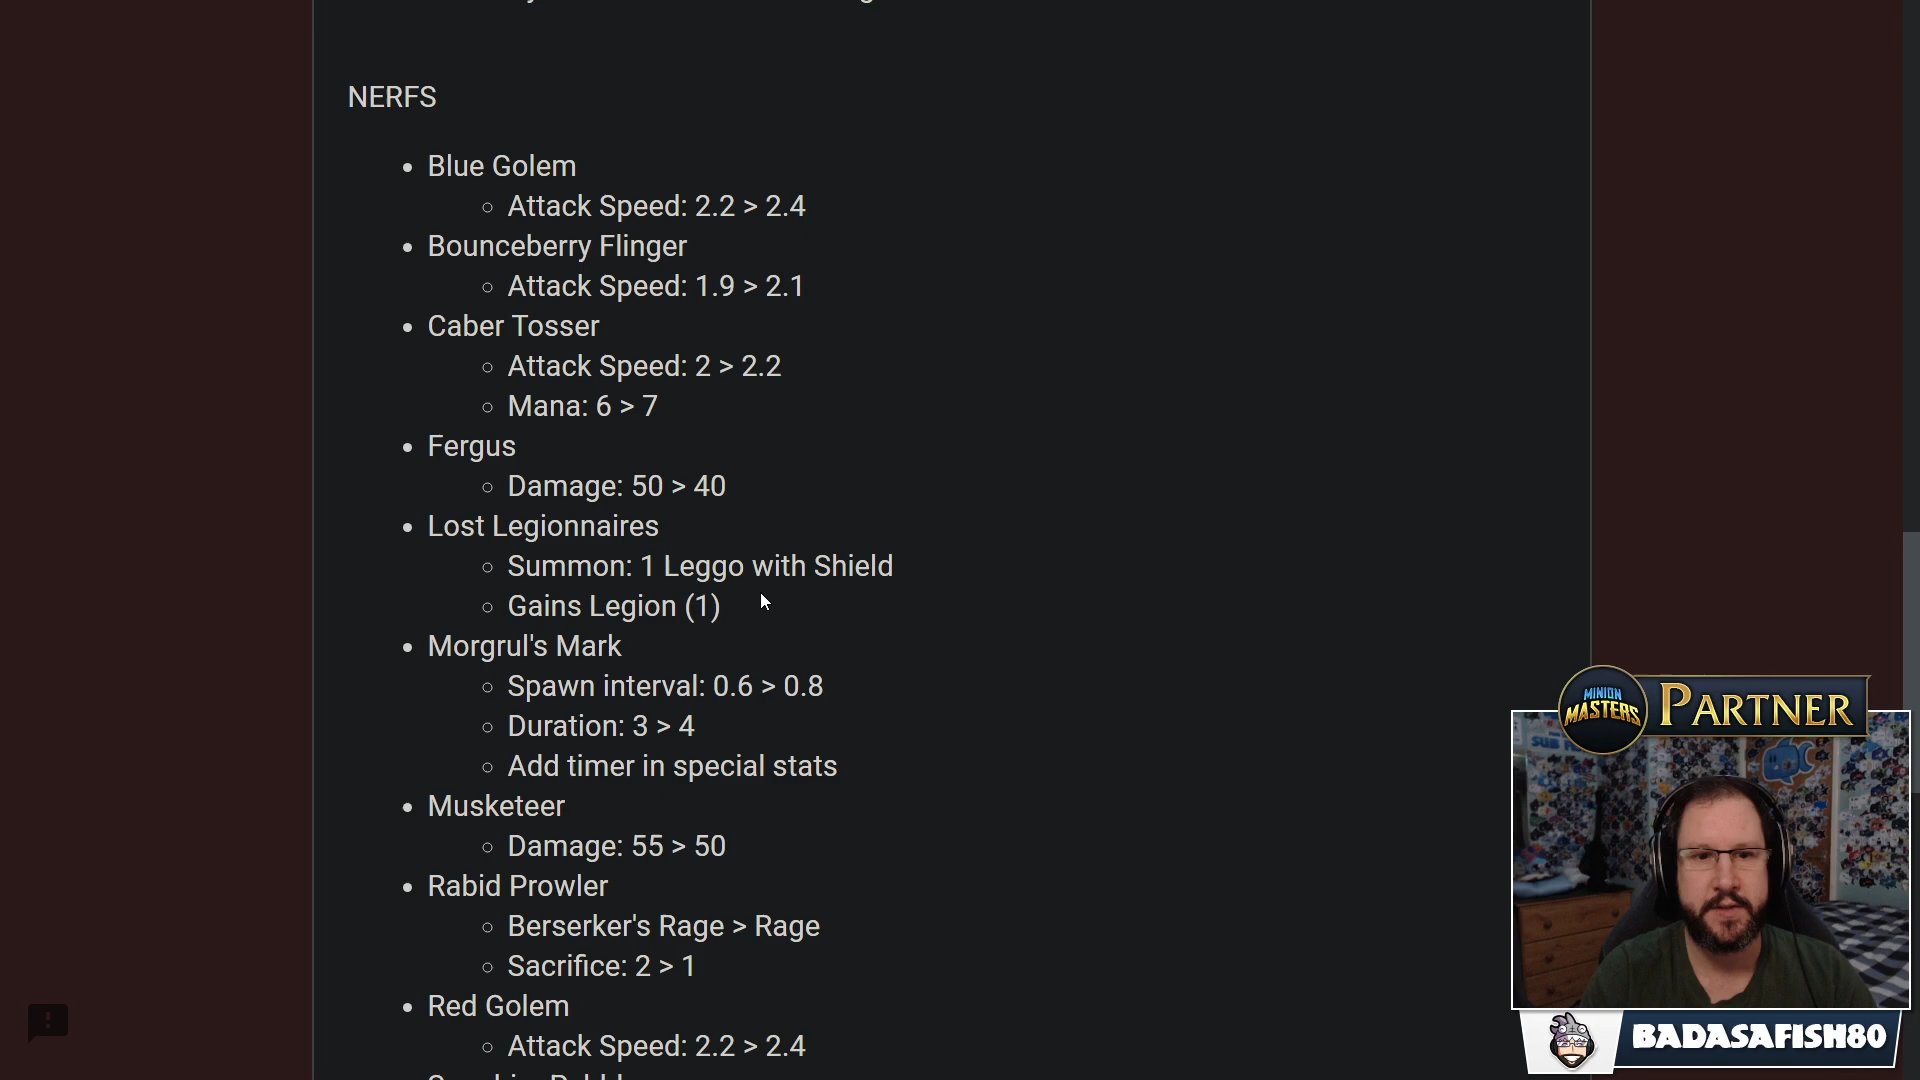 NERFS
Blue Golem
Attack Speed: 2.2 > 2.4
Bounceberry Flinger
Attack Speed: 1.9 > 2.1
Caber Tosser
Attack Speed: 2 > 2.2
Mana: 6 > 7
Fergus
Damage: 50 > 40
Lost Legionnaires
Summon: 1 Leggo with Shield
Gains Legion (1)
Morgrul's Mark
Spawn interval: 0.6 > 0.8
Duration: 3 > 4
Add timer in special stats
Musketeer
Damage: 55 > 50
Rabid Prowler
Berserker's Rage > Rage
Sacrifice: 2 > 1
Red Golem
Attack Speed: 2.2 > 2.4
MINION
MASTERS
PARTNER
SUB
BADASAFISH80